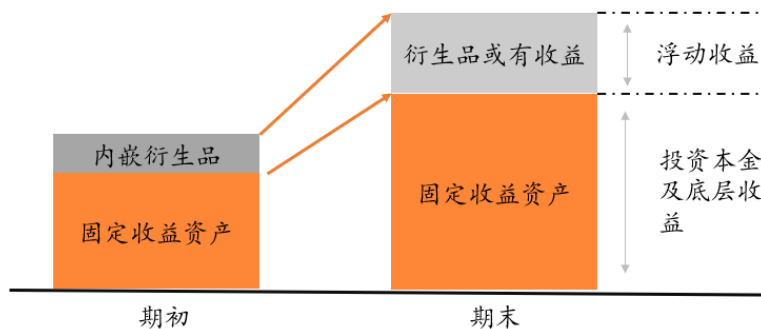 衍生品或有收益
浮动收益
内嵌衍生品
固定收益资产
固定收益资产
投资本金
及底层收
益
期初
期末